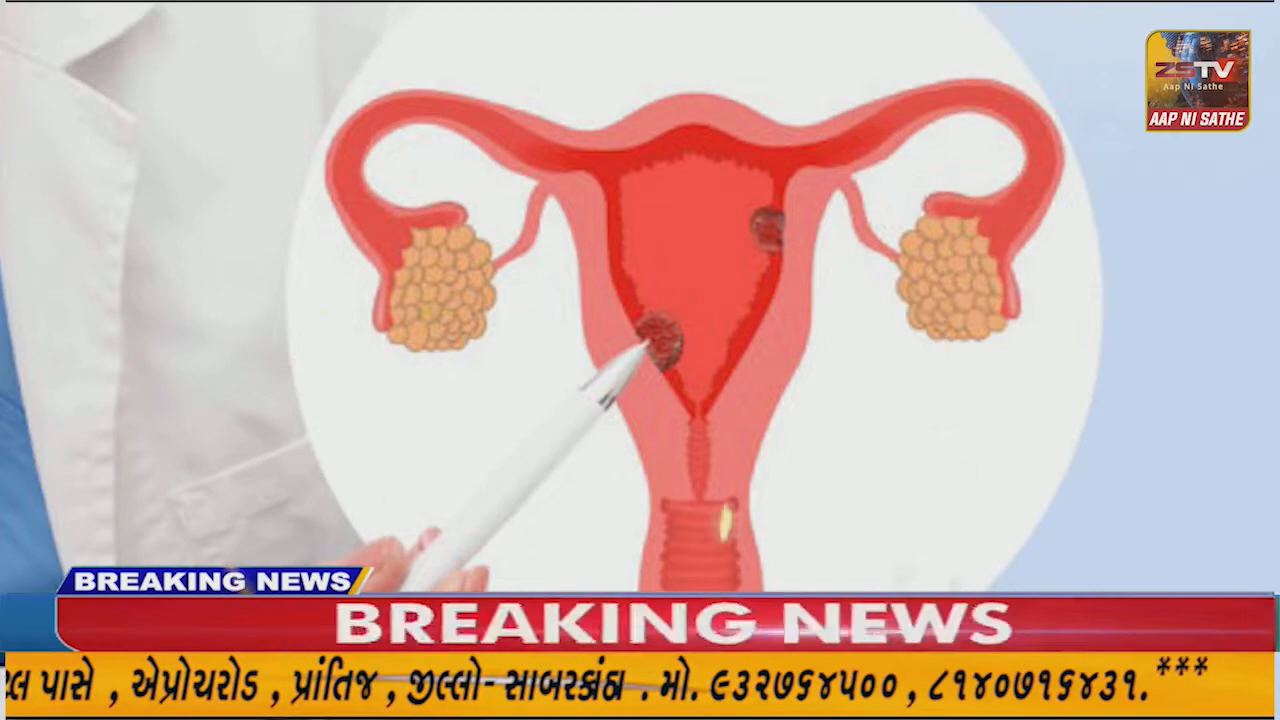 ZSTV
Aap Ni Sathe
AAP NI SATHE
BREAKING NEWS
BREAKING NEWS
પાસે , એપ્રોચરોડ , પ્રાંતિજ , જીલ્લો- સાબરકાંઠા . મો. ૯૩૨૭૬૪૫૦૦ , ૮૧૪૦૭૧૬૪૩૧. ***